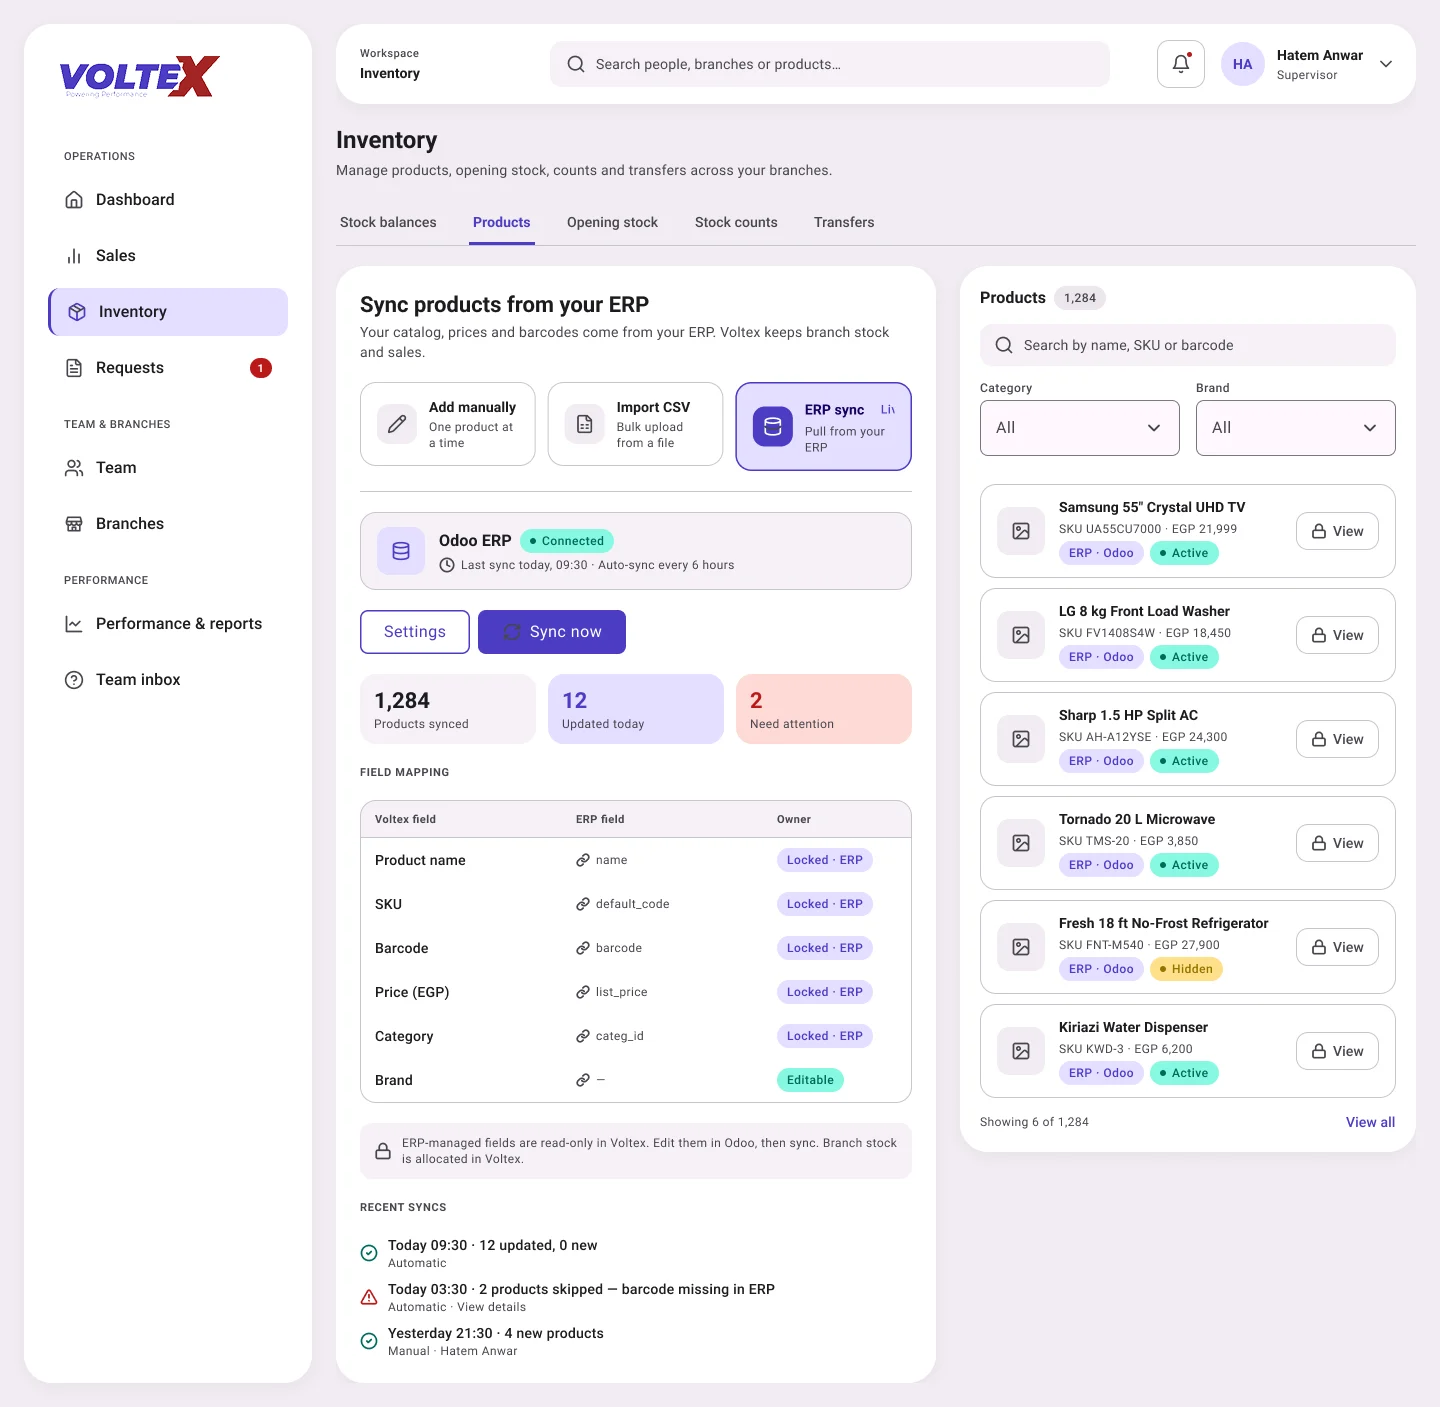 VOLTEX
Powering Performance
OPERATIONS
Dashboard
Sales
Inventory
Requests
1
TEAM & BRANCHES
Team
Branches
PERFORMANCE
Performance & reports
Team inbox
Workspace
Inventory
Search people, branches or products...
HA
Hatem Anwar
Supervisor
Inventory
Manage products, opening stock, counts and transfers across your branches.
Stock balances
Products
Opening stock
Stock counts
Transfers
Sync products from your ERP
Your catalog, prices and barcodes come from your ERP. Voltex keeps branch stock
and sales.
Add manually
One product at
a time
Import CSV
Bulk upload
from a file
ERP sync
Pull from your
ERP
Odoo ERP
Connected
Last sync today, 09:30 · Auto-sync every 6 hours
Settings
Sync now
1,284
Products synced
12
Updated today
2
Need attention
FIELD MAPPING
Voltex field ERP field Owner
Product name name Locked · ERP
SKU default_code Locked · ERP
Barcode barcode Locked · ERP
Price (EGP) list_price Locked · ERP
Category categ_id Locked · ERP
Brand — Editable
ERP-managed fields are read-only in Voltex. Edit them in Odoo, then sync. Branch stock
is allocated in Voltex.
RECENT SYNCS
Today 09:30 · 12 updated, 0 new
Automatic
Today 03:30 · 2 products skipped — barcode missing in ERP
Automatic · View details
Yesterday 21:30 · 4 new products
Manual · Hatem Anwar
Products 1,284
Search by name, SKU or barcode
Category
All
Brand
All
Samsung 55" Crystal UHD TV
SKU UA55CU7000 · EGP 21,999
ERP · Odoo Active
View
LG 8 kg Front Load Washer
SKU FV1408S4W · EGP 18,450
ERP · Odoo Active
View
Sharp 1.5 HP Split AC
SKU AH-A12YSE · EGP 24,300
ERP · Odoo Active
View
Tornado 20 L Microwave
SKU TMS-20 · EGP 3,850
ERP · Odoo Active
View
Fresh 18 ft No-Frost Refrigerator
SKU FNT-M540 · EGP 27,900
ERP · Odoo Hidden
View
Kiriazi Water Dispenser
SKU KWD-3 · EGP 6,200
ERP · Odoo Active
View
Showing 6 of 1,284
View all